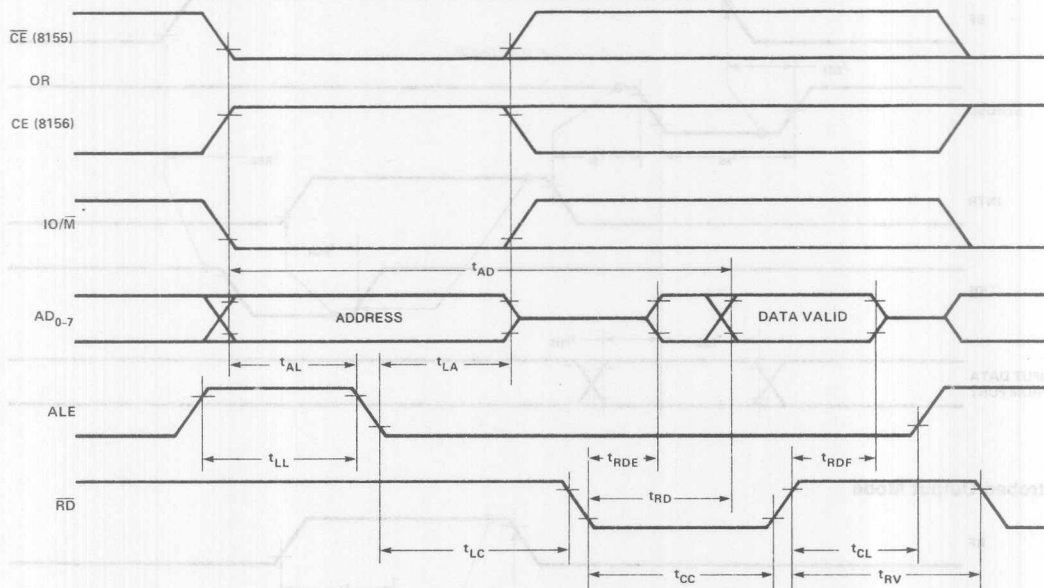 CE (8155)
OR
CE (8156)
IO/M
tAD
AD0-7
ADDRESS
DATA VALID
tAL
tLA
ALE
tLL
tRDE
tRDF
RD
tRD
tLC
tCL
tCC
tRV